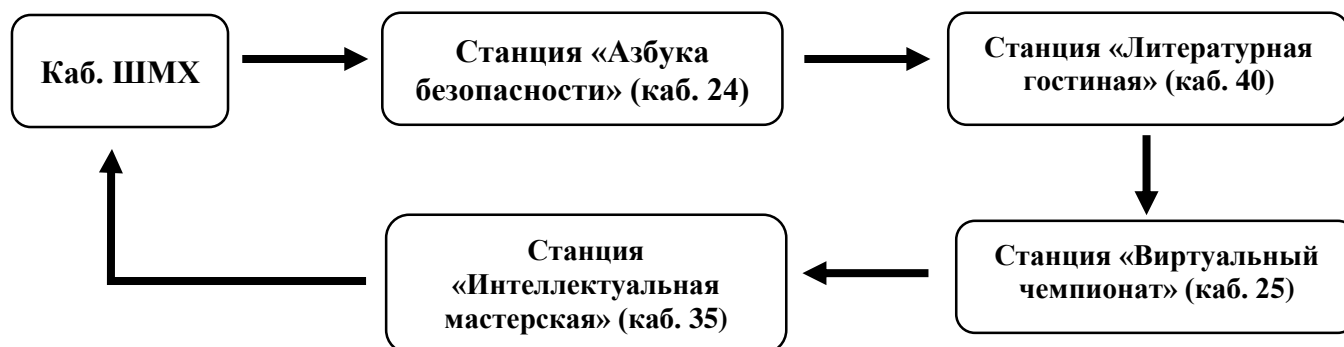 Каб. ШМХ
Станция «Азбука
безопасности» (каб. 24)
Станция «Литературная
гостиная» (каб. 40)
Станция «Виртуальный
чемпионат» (каб. 25)
Станция
«Интеллектуальная
мастерская» (каб. 35)